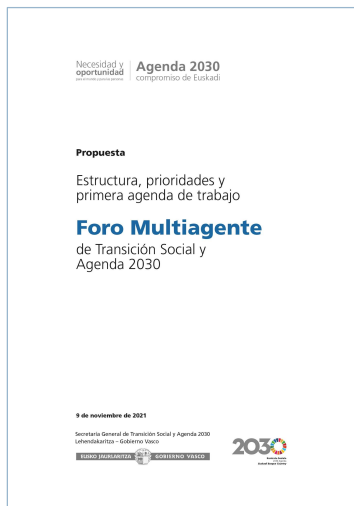 Necesidad y
oportunidad
Agenda 2030
compromiso de Euskadi
Propuesta
Estructura, prioridades y
primera agenda de trabajo
Foro Multiagente
de Transición Social y
Agenda 2030
9 de noviembre de 2021
Secretaría General de Transición Social y Agenda 2030
Lehendakaritza – Gobierno Vasco
EUSKO JAURLARITZA
GOBIERNO VASCO
2030